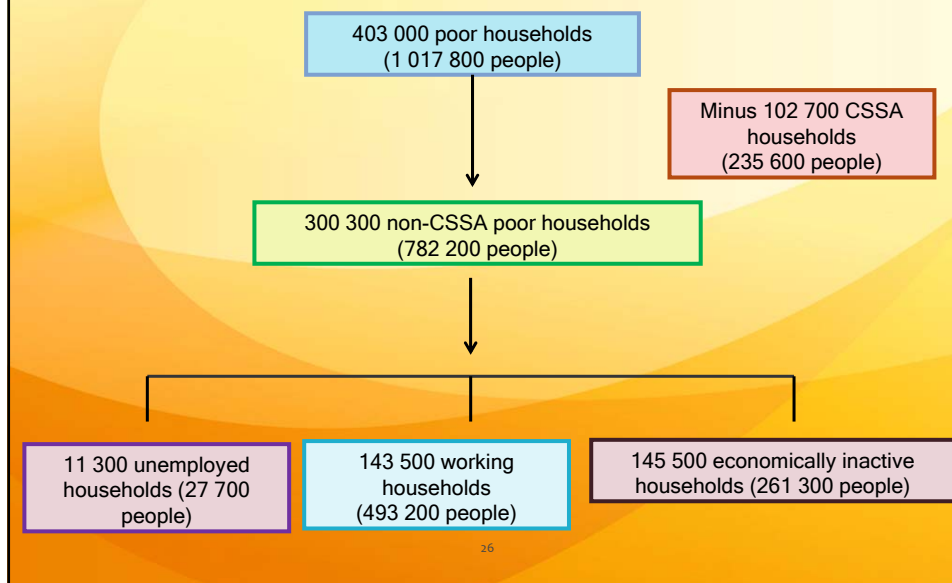 403 000 poor households
(1 017 800 people)
Minus 102 700 CSSA
households
(235 600 people)
300 300 non-CSSA poor households
(782 200 people)
11 300 unemployed
households (27 700
people)
143 500 working
households
(493 200 people)
145 500 economically inactive
households (261 300 people)
26